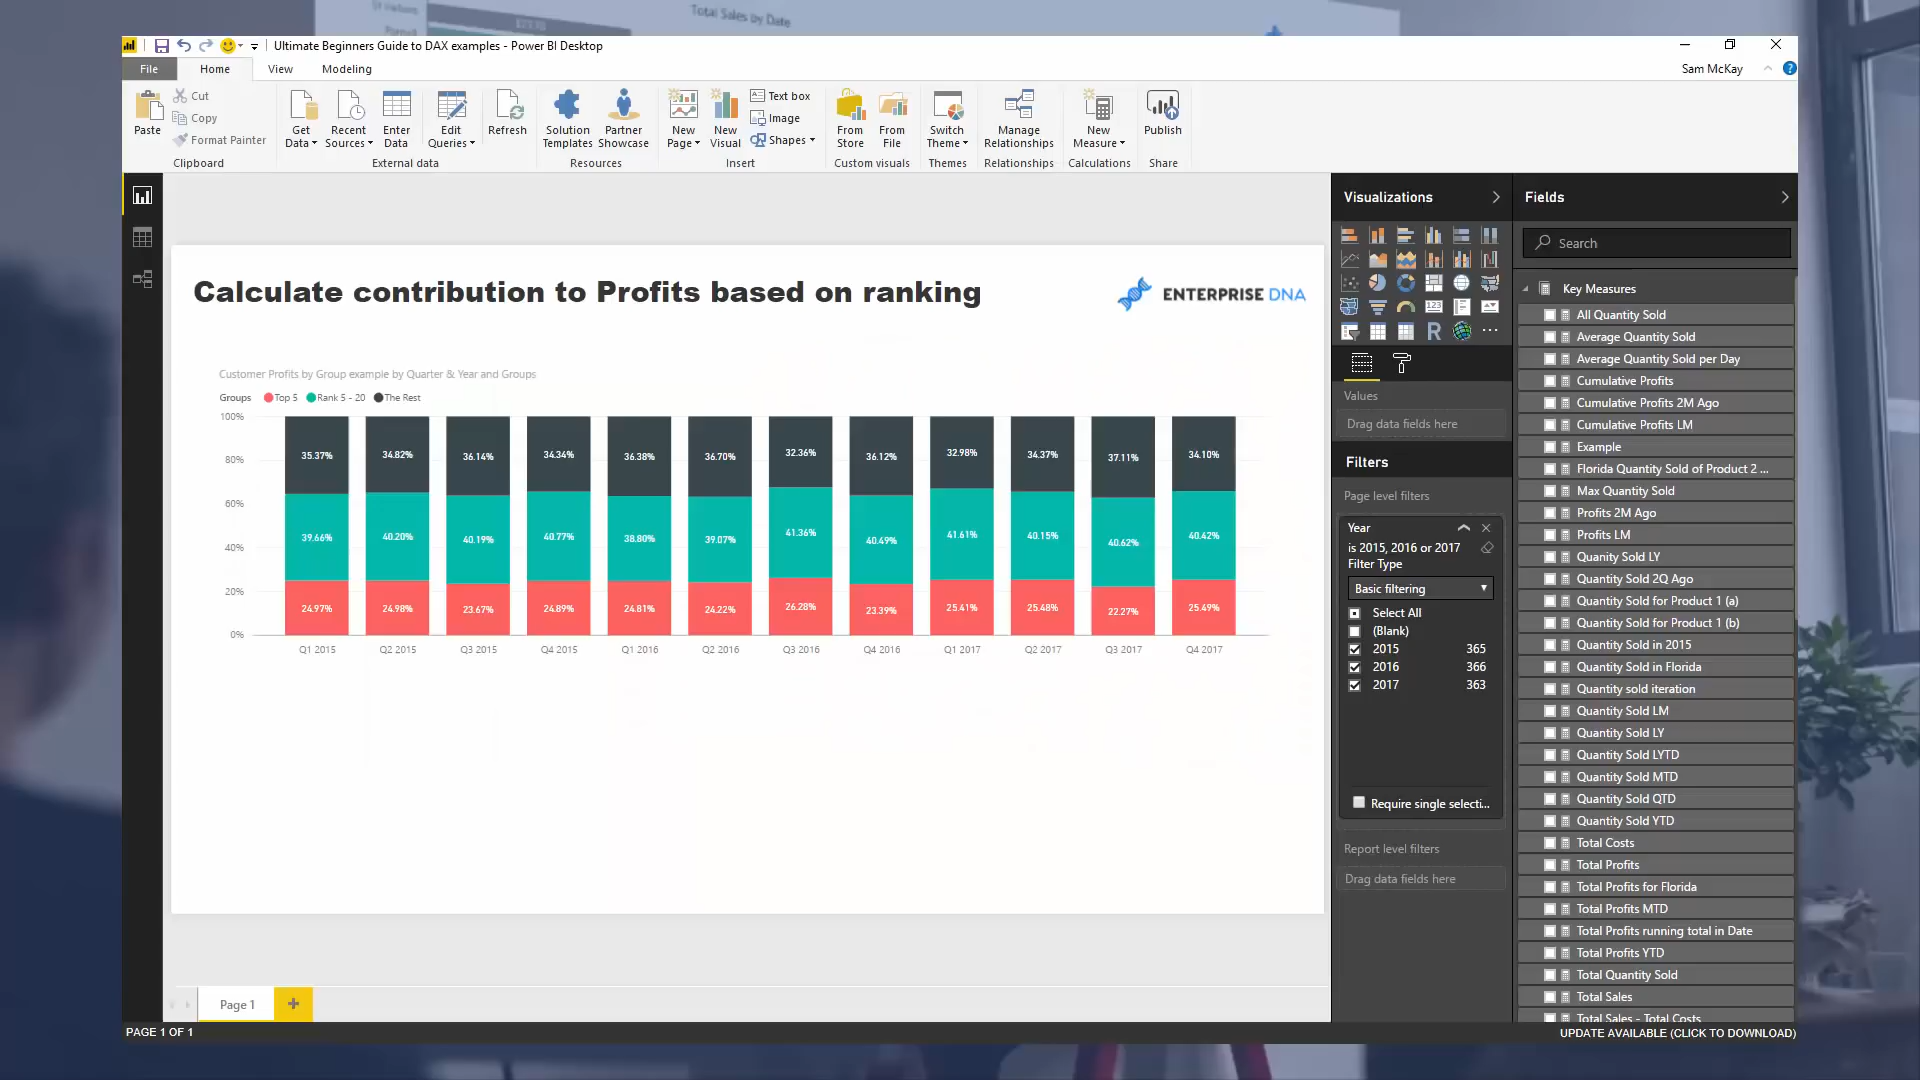 Total Sales by Date
Ultimate Beginners Guide to DAX examples - Power BI Desktop
File
Home
View
Modeling
Sam McKay
Paste
Cut
Copy
Format Painter
Clipboard
Get Data
Recent Sources
Enter Data
Edit Queries
External data
Refresh
Solution Templates
Partner Showcase
Resources
New Page
New Visual
Text box
Image
Shapes
Insert
From Store
From File
Custom visuals
Switch Theme
Themes
Manage Relationships
Relationships
New Measure
Calculations
Publish
Share
Calculate contribution to Profits based on ranking
ENTERPRISE DNA
Customer Profits by Group example by Quarter & Year and Groups
Groups Top 5 Rank 5 - 20 The Rest
100%
80%
60%
40%
20%
0%
35.37% 34.82% 36.14% 34.34% 36.38% 36.70% 32.36% 36.12% 32.98% 34.37% 37.11% 34.10%
39.66% 40.20% 40.19% 40.77% 38.80% 39.07% 41.36% 40.49% 41.61% 40.15% 40.62% 40.42%
24.97% 24.98% 23.67% 24.89% 24.81% 24.22% 26.28% 23.39% 25.41% 25.48% 22.27% 25.49%
Q1 2015 Q2 2015 Q3 2015 Q4 2015 Q1 2016 Q2 2016 Q3 2016 Q4 2016 Q1 2017 Q2 2017 Q3 2017 Q4 2017
Page 1
PAGE 1 OF 1
Visualizations
R
Values
Drag data fields here
Filters
Page level filters
Year
is 2015, 2016 or 2017
Filter Type
Basic filtering
Select All
(Blank)
2015 365
2016 366
2017 363
Require single selecti...
Report level filters
Drag data fields here
Fields
Search
Key Measures
All Quantity Sold
Average Quantity Sold
Average Quantity Sold per Day
Cumulative Profits
Cumulative Profits 2M Ago
Cumulative Profits LM
Example
Florida Quantity Sold of Product 2 ...
Max Quantity Sold
Profits 2M Ago
Profits LM
Quanity Sold LY
Quantity Sold 2Q Ago
Quantity Sold for Product 1 (a)
Quantity Sold for Product 1 (b)
Quantity Sold in 2015
Quantity Sold in Florida
Quantity sold iteration
Quantity Sold LM
Quantity Sold LY
Quantity Sold LYTD
Quantity Sold MTD
Quantity Sold QTD
Quantity Sold YTD
Total Costs
Total Profits
Total Profits for Florida
Total Profits MTD
Total Profits running total in Date
Total Profits YTD
Total Quantity Sold
Total Sales
Total Sales - Total Costs
UPDATE AVAILABLE (CLICK TO DOWNLOAD)